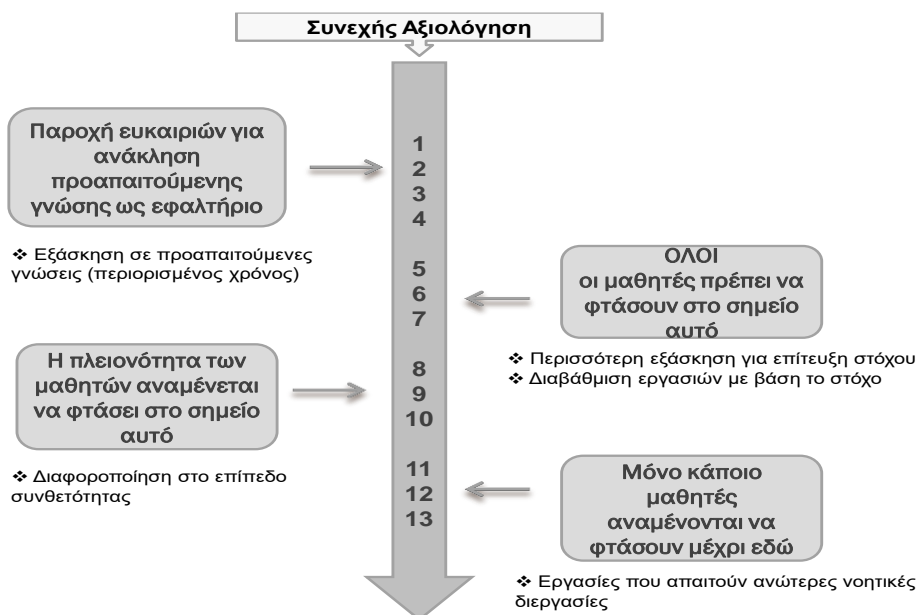 Συνεχής Αξιολόγηση
Παροχή ευκαιριών για
ανάκληση
προαπαιτούμενης
γνώσης ως εφαλτήριο
❖ Εξάσκηση σε προαπαιτούμενες
γνώσεις (περιορισμένος χρόνος)
1
2
3
4
5
6
7
ΟΛΟΙ
οι μαθητές πρέπει να
φτάσουν στο σημείο
αυτό
❖ Περισσότερη εξάσκηση για επίτευξη στόχου
❖ Διαβάθμιση εργασιών με βάση το στόχο
Η πλειονότητα των
μαθητών αναμένεται
να φτάσει στο σημείο
αυτό
❖ Διαφοροποίηση στο επίπεδο
συνθετότητας
8
9
10
11
12
13
Μόνο κάποιο
μαθητές
αναμένονται να
φτάσουν μέχρι εδώ
❖ Εργασίες που απαιτούν ανώτερες νοητικές
διεργασίες